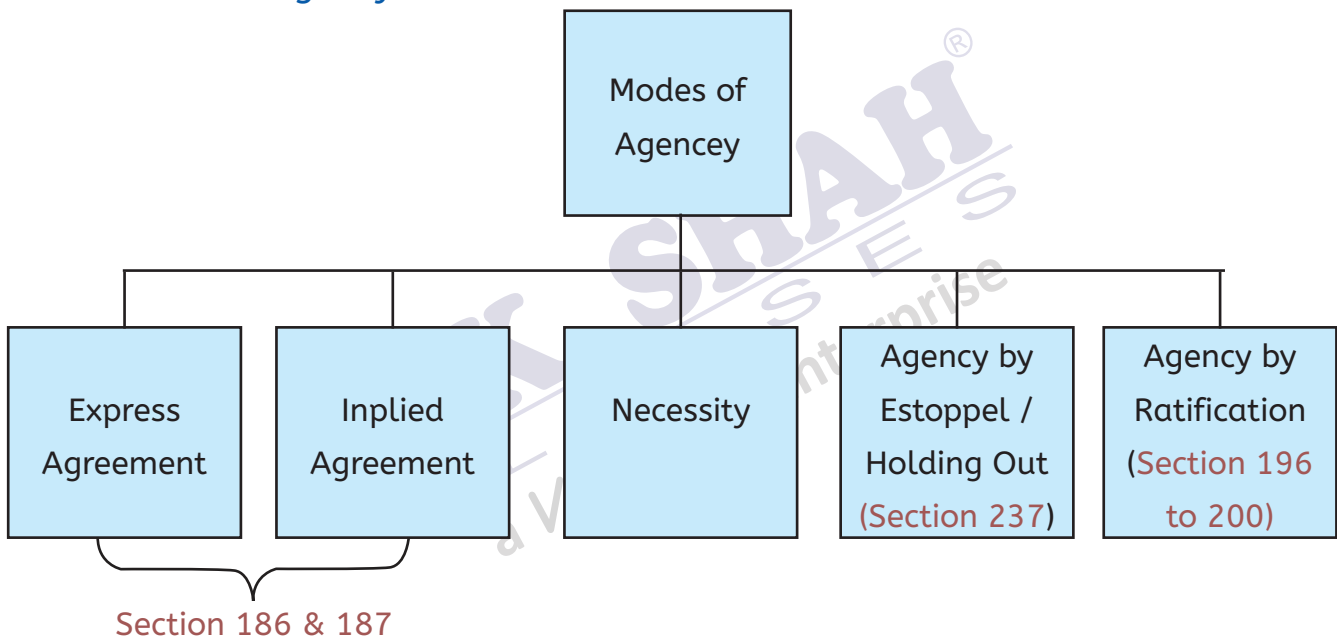 Modes of
Agencey
Express
Agreement
Inplied
Agreement
Necessity
Agency by
Estoppel /
Holding Out
(Section 237)
Agency by
Ratification
(Section 196
to 200)
Section 186 & 187
SHAH
®